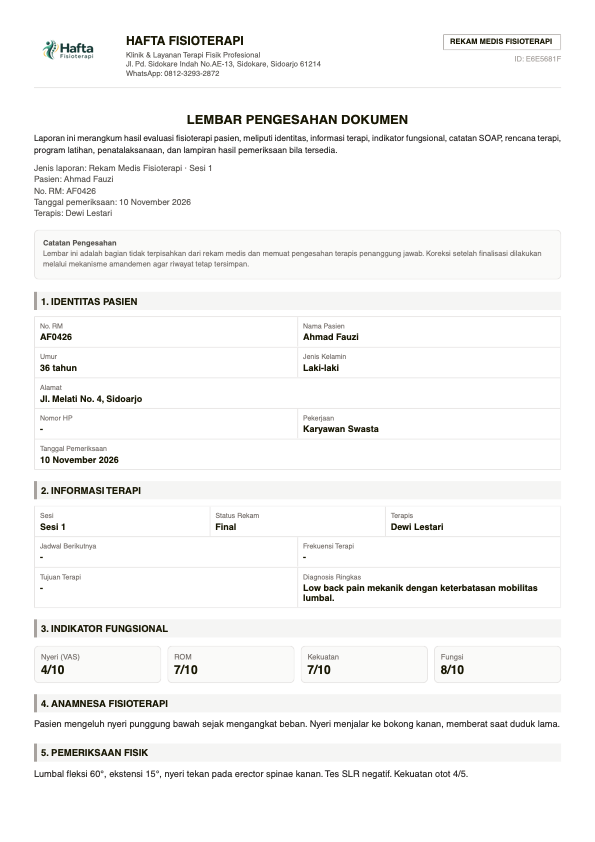 Hafta
Fisioterapi
HAFTA FISIOTERAPI
Klinik & Layanan Terapi Fisik Profesional
Jl. Pd. Sidokare Indah No.AE-13, Sidokare, Sidoarjo 61214
WhatsApp: 0812-3293-2872
REKAM MEDIS FISIOTERAPI
ID: E6E5681F
LEMBAR PENGESAHAN DOKUMEN
Laporan ini merangkum hasil evaluasi fisioterapi pasien, meliputi identitas, informasi terapi, indikator fungsional, catatan SOAP, rencana terapi,
program latihan, penatalaksanaan, dan lampiran hasil pemeriksaan bila tersedia.
Jenis laporan: Rekam Medis Fisioterapi · Sesi 1
Pasien: Ahmad Fauzi
No. RM: AF0426
Tanggal pemeriksaan: 10 November 2026
Terapis: Dewi Lestari
Catatan Pengesahan
Lembar ini adalah bagian tidak terpisahkan dari rekam medis dan memuat pengesahan terapis penanggung jawab. Koreksi setelah finalisasi dilakukan
melalui mekanisme amandemen agar riwayat tetap tersimpan.
1. IDENTITAS PASIEN
No. RM
AF0426
Nama Pasien
Ahmad Fauzi
Umur
36 tahun
Jenis Kelamin
Laki-laki
Alamat
Jl. Melati No. 4, Sidoarjo
Nomor HP
-
Pekerjaan
Karyawan Swasta
Tanggal Pemeriksaan
10 November 2026
2. INFORMASI TERAPI
Sesi
Sesi 1
Status Rekam
Final
Terapis
Dewi Lestari
Jadwal Berikutnya
-
Frekuensi Terapi
-
Tujuan Terapi
-
Diagnosis Ringkas
Low back pain mekanik dengan keterbatasan mobilitas
lumbal.
3. INDIKATOR FUNGSIONAL
Nyeri (VAS)
4/10
ROM
7/10
Kekuatan
7/10
Fungsi
8/10
4. ANAMNESA FISIOTERAPI
Pasien mengeluh nyeri punggung bawah sejak mengangkat beban. Nyeri menjalar ke bokong kanan, memberat saat duduk lama.
5. PEMERIKSAAN FISIK
Lumbal fleksi 60°, ekstensi 15°, nyeri tekan pada erector spinae kanan. Tes SLR negatif. Kekuatan otot 4/5.